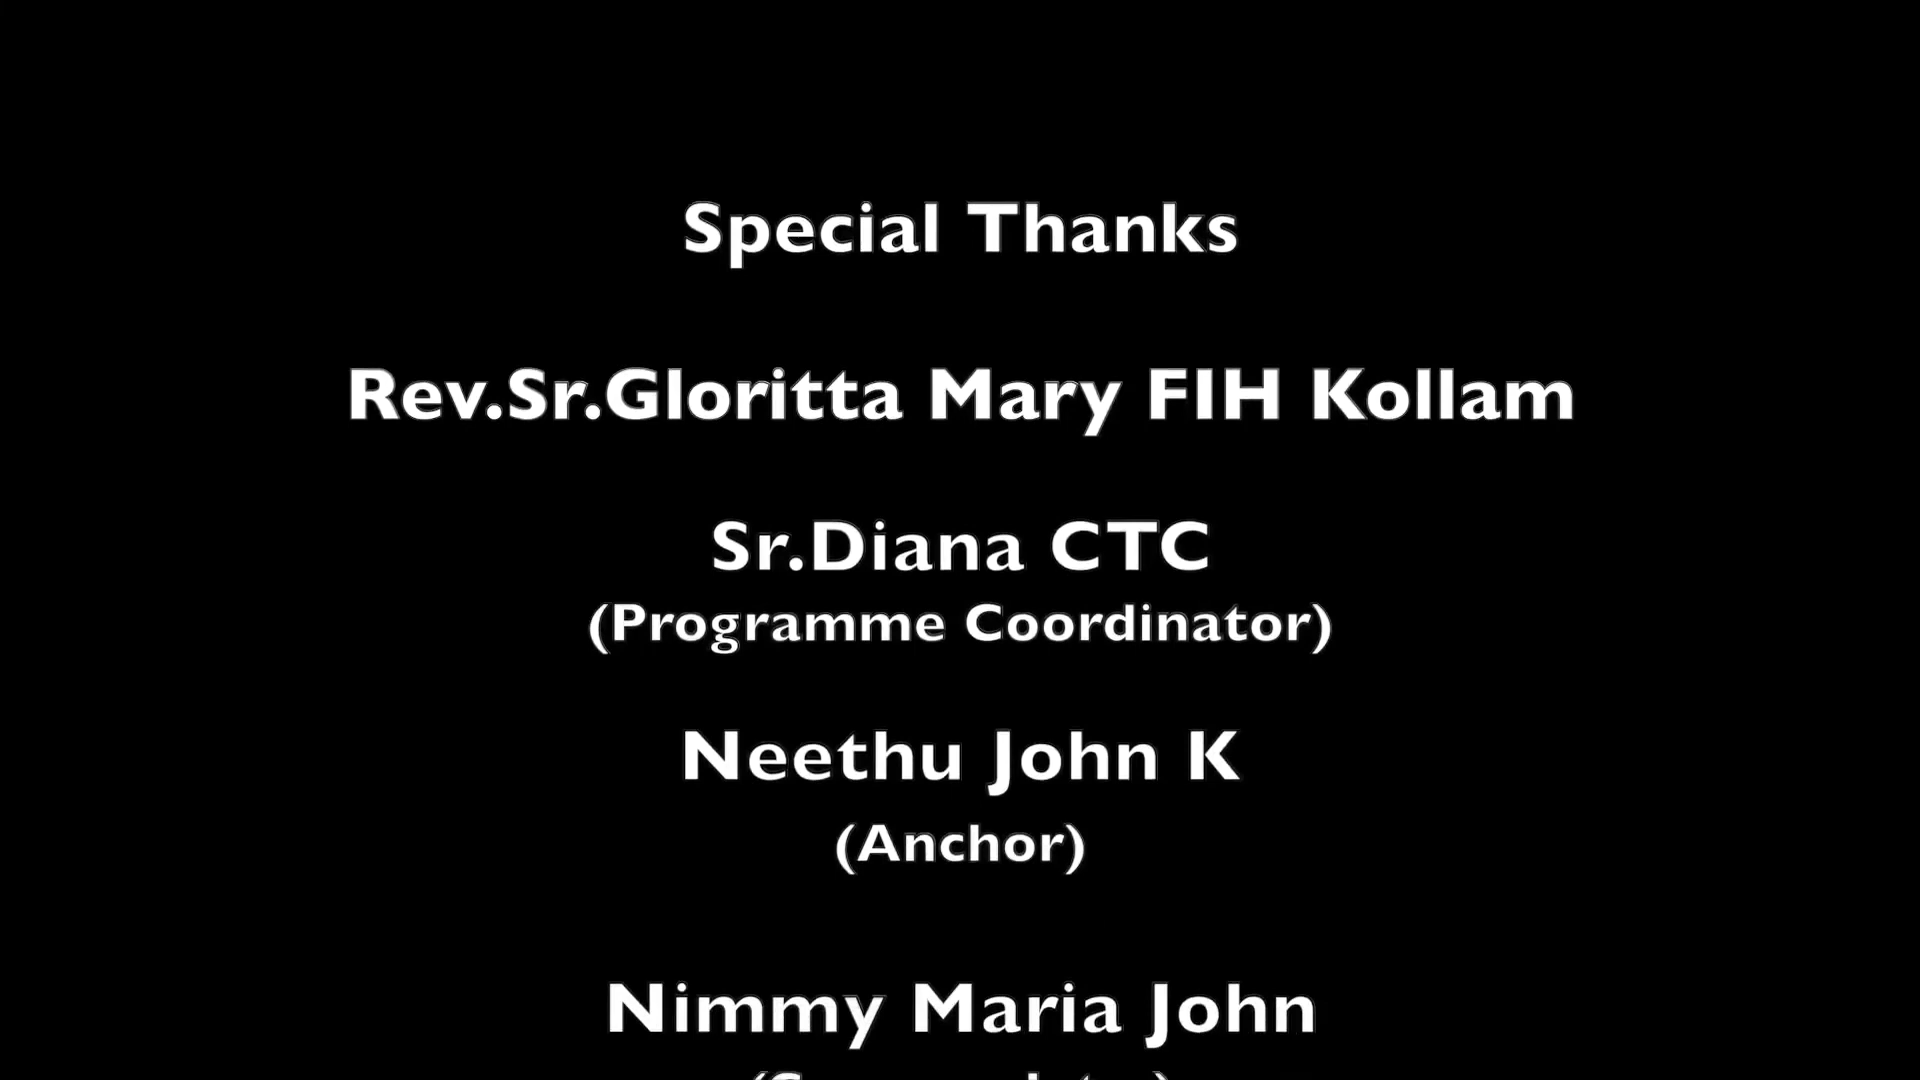 Special Thanks
Rev.Sr.Gloritta Mary FIH Kollam
Sr.Diana CTC
(Programme Coordinator)
Neethu John K
(Anchor)
Nimmy Maria John